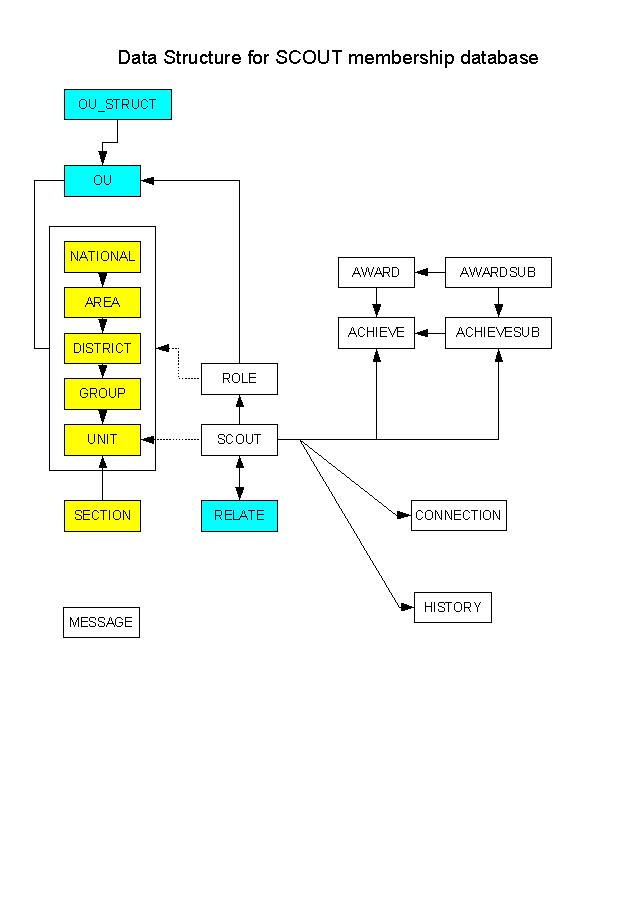 Data Structure for SCOUT membership database
OU_STRUCT
OU
NATIONAL
AREA
DISTRICT
GROUP
UNIT
SECTION
MESSAGE
ROLE
SCOUT
RELATE
AWARD
AWARDSUB
ACHIEVE
ACHIEVESUB
CONNECTION
HISTORY